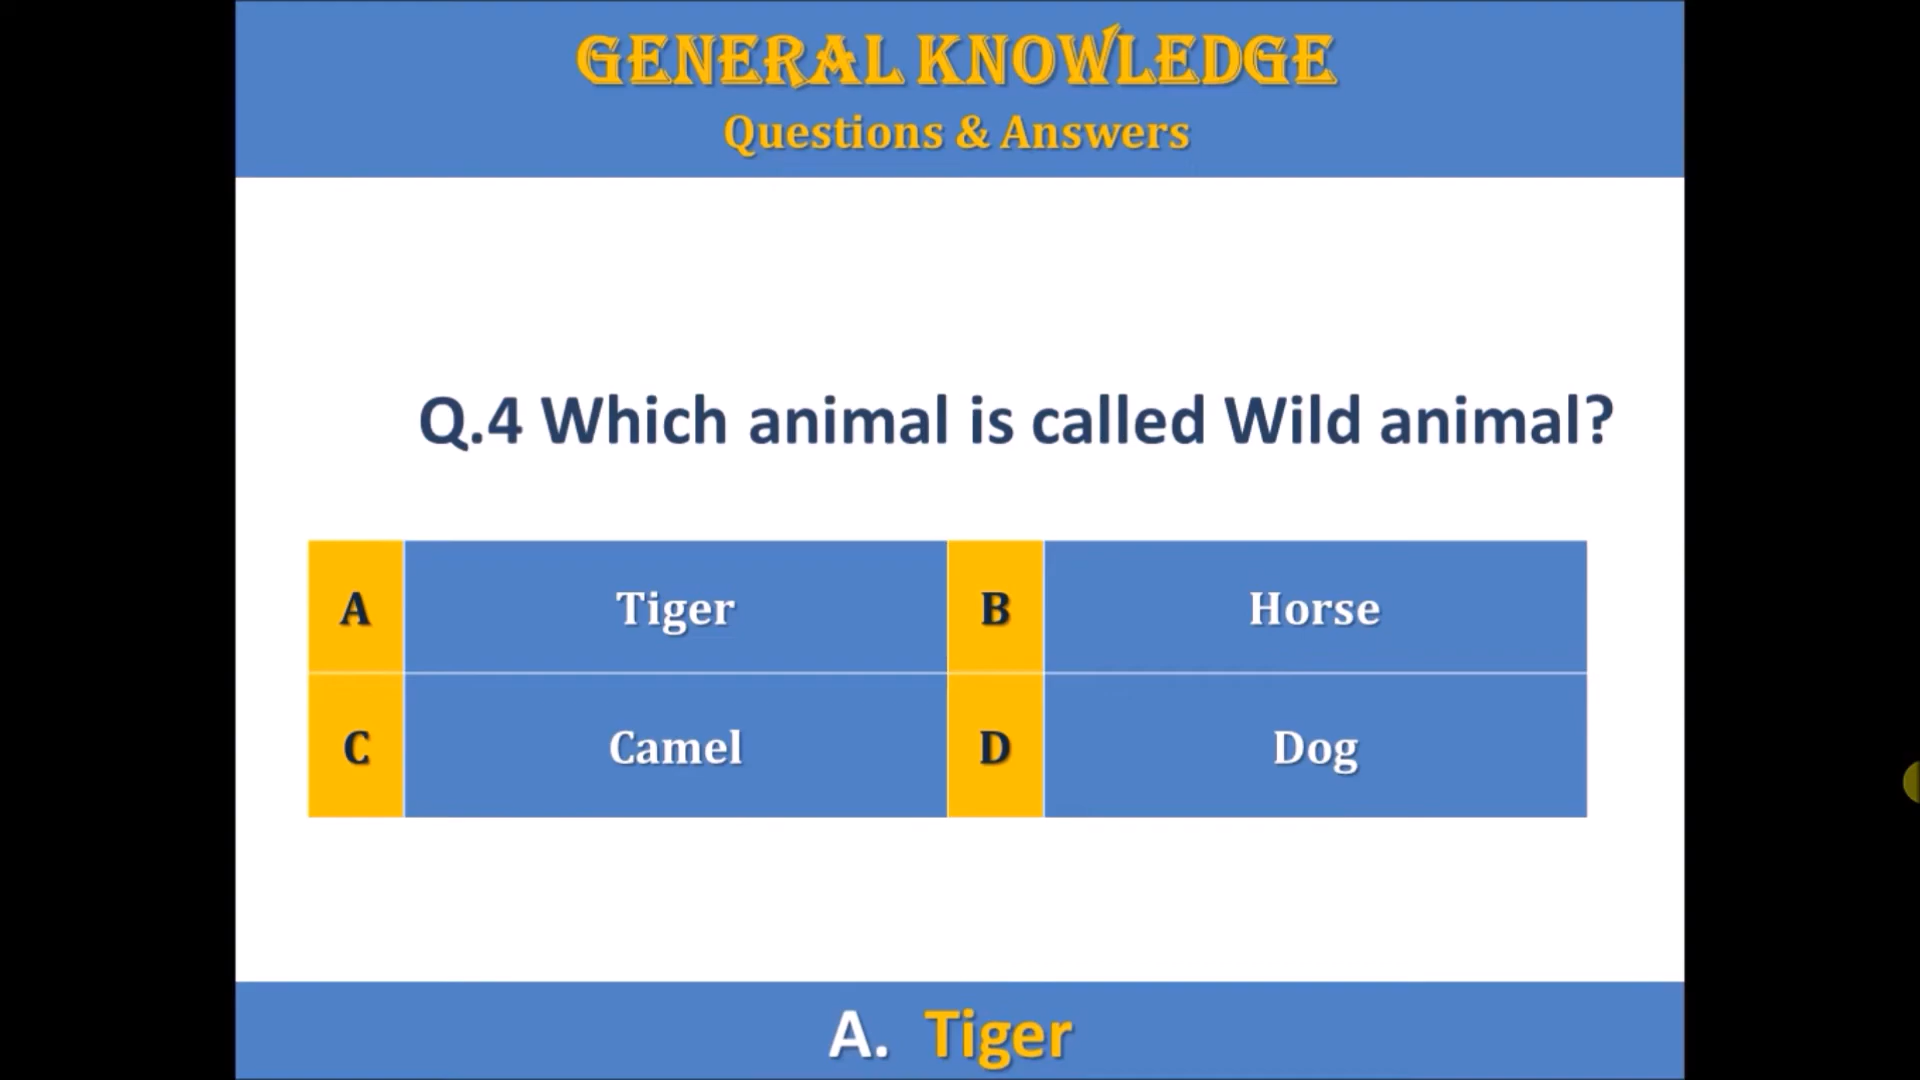 GENERAL KNOWLEDGE
Questions & Answers
Q.4 Which animal is called Wild animal?
A Tiger B Horse
C Camel D Dog
A. Tiger